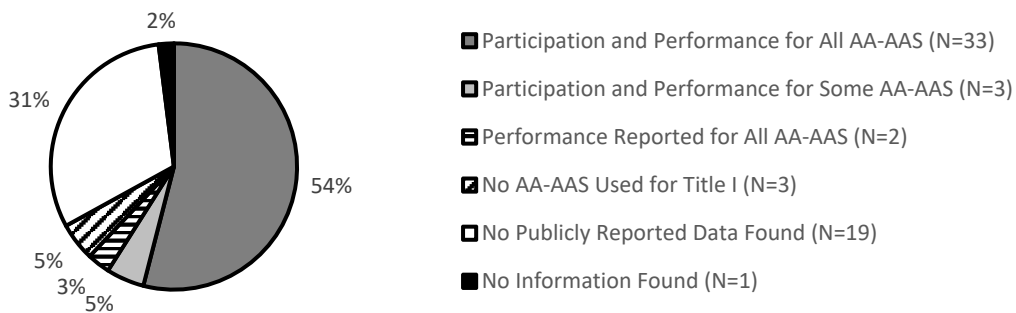 2%
31%
54%
5%
3%
5%
Participation and Performance for All AA-AAS (N=33)
Participation and Performance for Some AA-AAS (N=3)
Performance Reported for All AA-AAS (N=2)
No AA-AAS Used for Title I (N=3)
No Publicly Reported Data Found (N=19)
No Information Found (N=1)